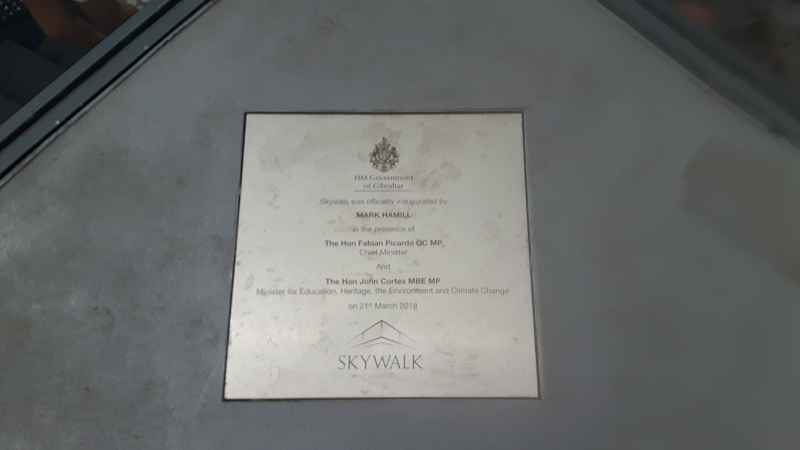 HM Government
of Gibraltar
Skywalk was officially inaugurated by
MARK HAMILL
in the presence of
The Hon Fabian Picardo QC MP
Chief Minister
And
The Hon John Cortes MBE MP
Minister for Education, Heritage, the Environment and Climate Change
on 21st March 2018
SKYWALK